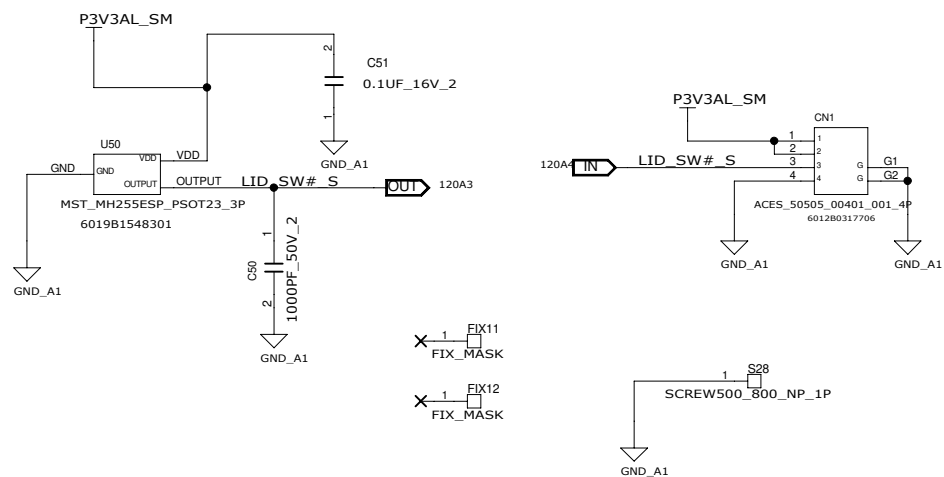 P3V3AL_SM
2
C51
0.1UF_16V_2
1
GND_A1
U50
GND
GND
VDD
VDD
OUTPUT
OUTPUT
LID_SW#_S
OUT
120A3
MST_MH255ESP_PSOT23_3P
6019B1548301
GND_A1
1
C50
1000PF_50V_2
2
GND_A1
P3V3AL_SM
CN1
1
1
2
2
120A4
IN
LID_SW#_S
3
3
4
4
G
G1
G
G2
ACES_50505_00401_001_4P
6012B0317706
GND_A1
GND_A1
1
FIX11
FIX_MASK
1
FIX12
FIX_MASK
1
S28
SCREW500_800_NP_1P
GND_A1